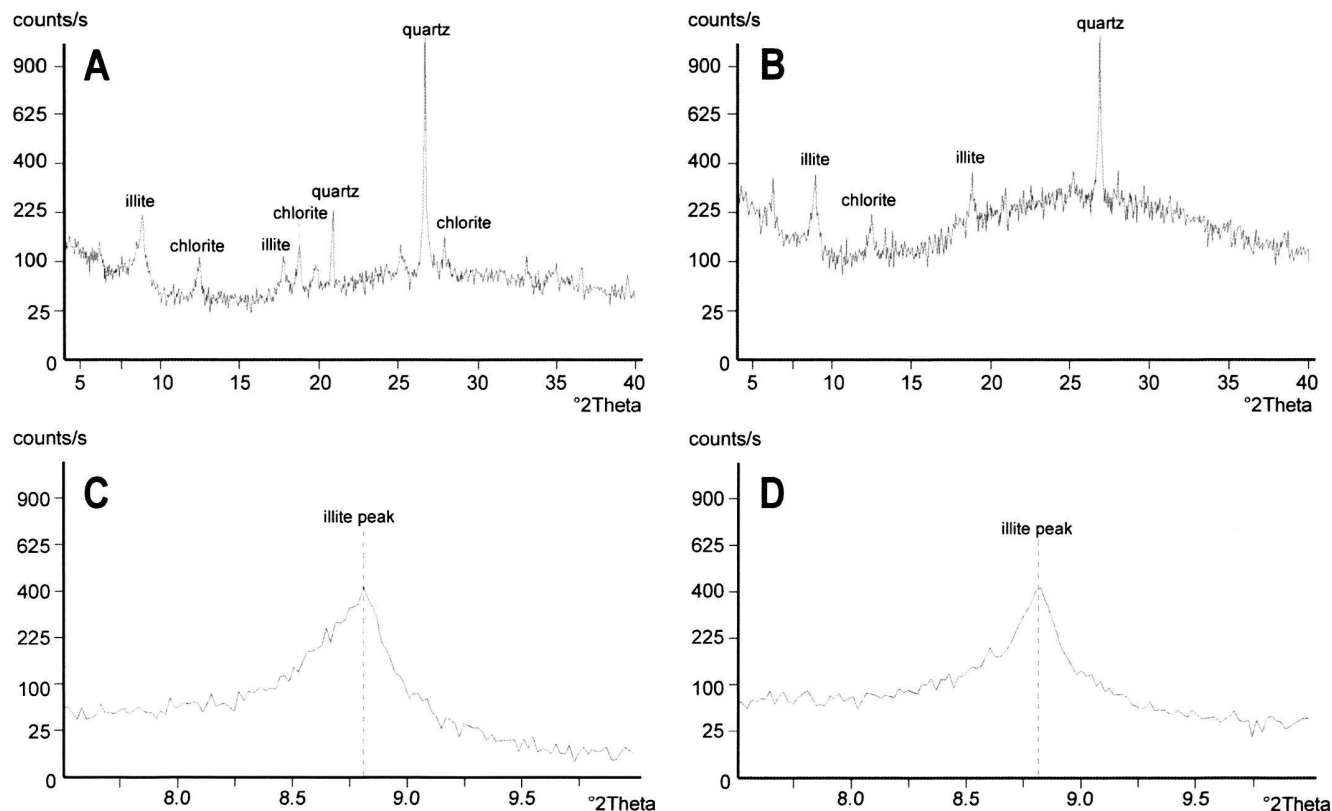 counts/s
A
quartz
900
625
400
illite
quartz
225
chlorite
chlorite
illite
chlorite
100
25
0
5 10 15 20 25 30 35 40
°2Theta
counts/s
B
quartz
900
625
400
illite
illite
225
chlorite
100
25
0
5 10 15 20 25 30 35 40
°2Theta
counts/s
C
900
illite peak
625
400
225
100
25
0
8.0 8.5 9.0 9.5 °2Theta
counts/s
D
900
illite peak
625
400
225
100
25
0
8.0 8.5 9.0 9.5 °2Theta